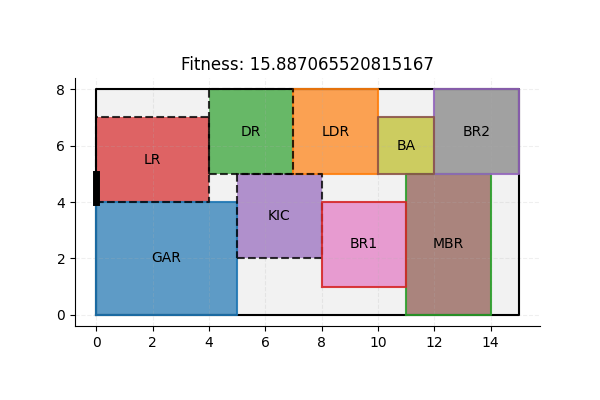 Fitness: 15.887065520815167
8
DR
LDR
BR2
6
BA
LR
4
KIC
BR1
MBR
GAR
2
0
0 2 4 6 8 10 12 14